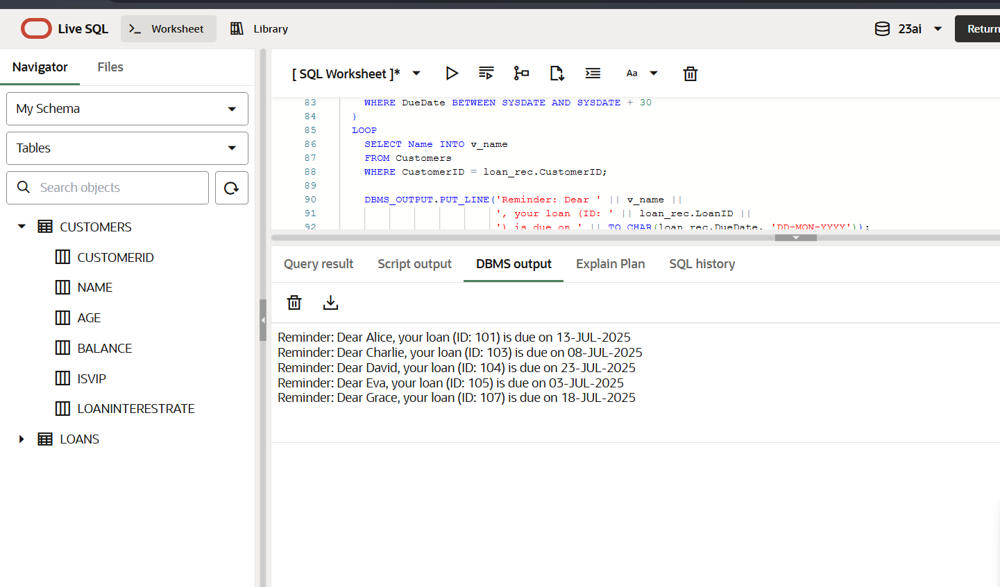 Live SQL
Worksheet
Library
23ai
Return
Navigator
Files
My Schema
Tables
Search objects
CUSTOMERS
CUSTOMERID
NAME
AGE
BALANCE
ISVIP
LOANINTERESTRATE
LOANS
[ SQL Worksheet ]*
Aa
83 WHERE DueDate BETWEEN SYSDATE AND SYSDATE + 30
84 )
85 LOOP
86 SELECT Name INTO v_name
87 FROM Customers
88 WHERE CustomerID = loan_rec.CustomerID;
89
90 DBMS_OUTPUT.PUT_LINE('Reminder: Dear ' || v_name ||
91 ', your loan (ID: ' || loan_rec.LoanID ||
92 ') is due on ' || TO_CHAR(loan_rec.DueDate, 'DD-MON-YYYY'));
Query result
Script output
DBMS output
Explain Plan
SQL history
Reminder: Dear Alice, your loan (ID: 101) is due on 13-JUL-2025
Reminder: Dear Charlie, your loan (ID: 103) is due on 08-JUL-2025
Reminder: Dear David, your loan (ID: 104) is due on 23-JUL-2025
Reminder: Dear Eva, your loan (ID: 105) is due on 03-JUL-2025
Reminder: Dear Grace, your loan (ID: 107) is due on 18-JUL-2025